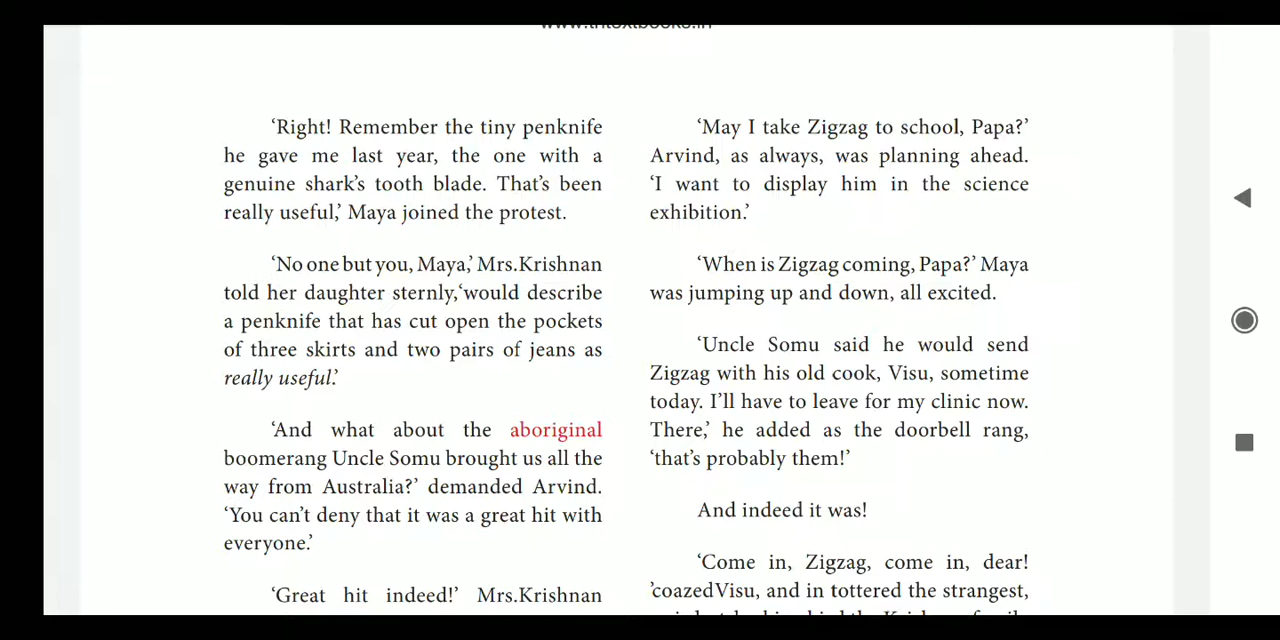 ‘Right! Remember the tiny penknife
he gave me last year, the one with a
genuine shark’s tooth blade. That’s been
really useful,’ Maya joined the protest.
‘No one but you, Maya,’ Mrs.Krishnan
told her daughter sternly,‘would describe
a penknife that has cut open the pockets
of three skirts and two pairs of jeans as
really useful.’
‘And what about the aboriginal
boomerang Uncle Somu brought us all the
way from Australia?’ demanded Arvind.
‘You can’t deny that it was a great hit with
everyone.’
‘Great hit indeed!’ Mrs.Krishnan
‘May I take Zigzag to school, Papa?’
Arvind, as always, was planning ahead.
‘I want to display him in the science
exhibition.’
‘When is Zigzag coming, Papa?’ Maya
was jumping up and down, all excited.
‘Uncle Somu said he would send
Zigzag with his old cook, Visu, sometime
today. I’ll have to leave for my clinic now.
There,’ he added as the doorbell rang,
‘that’s probably them!’
And indeed it was!
‘Come in, Zigzag, come in, dear!
’coazedVisu, and in tottered the strangest,